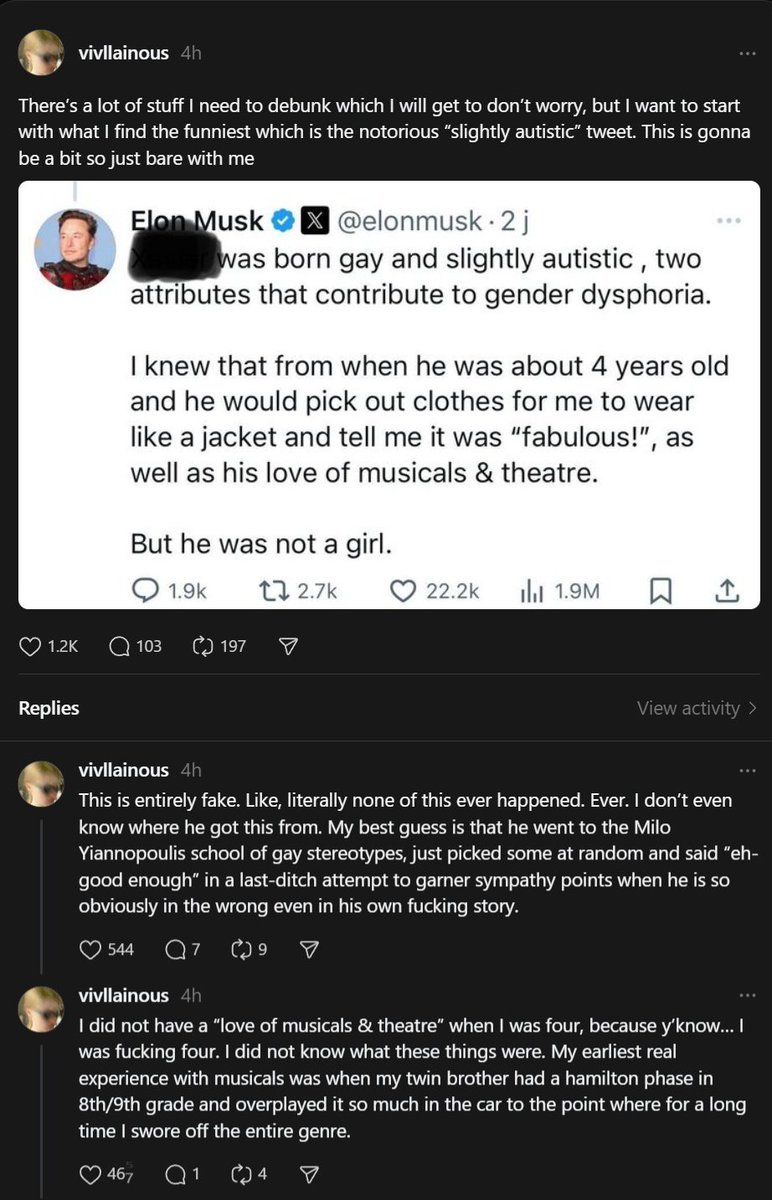 vivllainous 4h
There's a lot of stuff I need to debunk which I will get to don't worry, but I want to start
with what I find the funniest which is the notorious "slightly autistic" tweet. This is gonna
be a bit so just bare with me
Elon Musk @elonmusk · 2 j
was born gay and slightly autistic , two
attributes that contribute to gender dysphoria.
I knew that from when he was about 4 years old
and he would pick out clothes for me to wear
like a jacket and tell me it was "fabulous!", as
well as his love of musicals & theatre.
But he was not a girl.
1.9k 2.7k 22.2k 1.9M
1.2K 103 197
Replies View activity >
vivllainous 4h
This is entirely fake. Like, literally none of this ever happened. Ever. I don't even
know where he got this from. My best guess is that he went to the Milo
Yiannopoulis school of gay stereotypes, just picked some at random and said "eh-
good enough" in a last-ditch attempt to garner sympathy points when he is so
obviously in the wrong even in his own fucking story.
544 7 9
vivllainous 4h
I did not have a "love of musicals & theatre" when I was four, because y'know... I
was fucking four. I did not know what these things were. My earliest real
experience with musicals was when my twin brother had a hamilton phase in
8th/9th grade and overplayed it so much in the car to the point where for a long
time I swore off the entire genre.
1 4